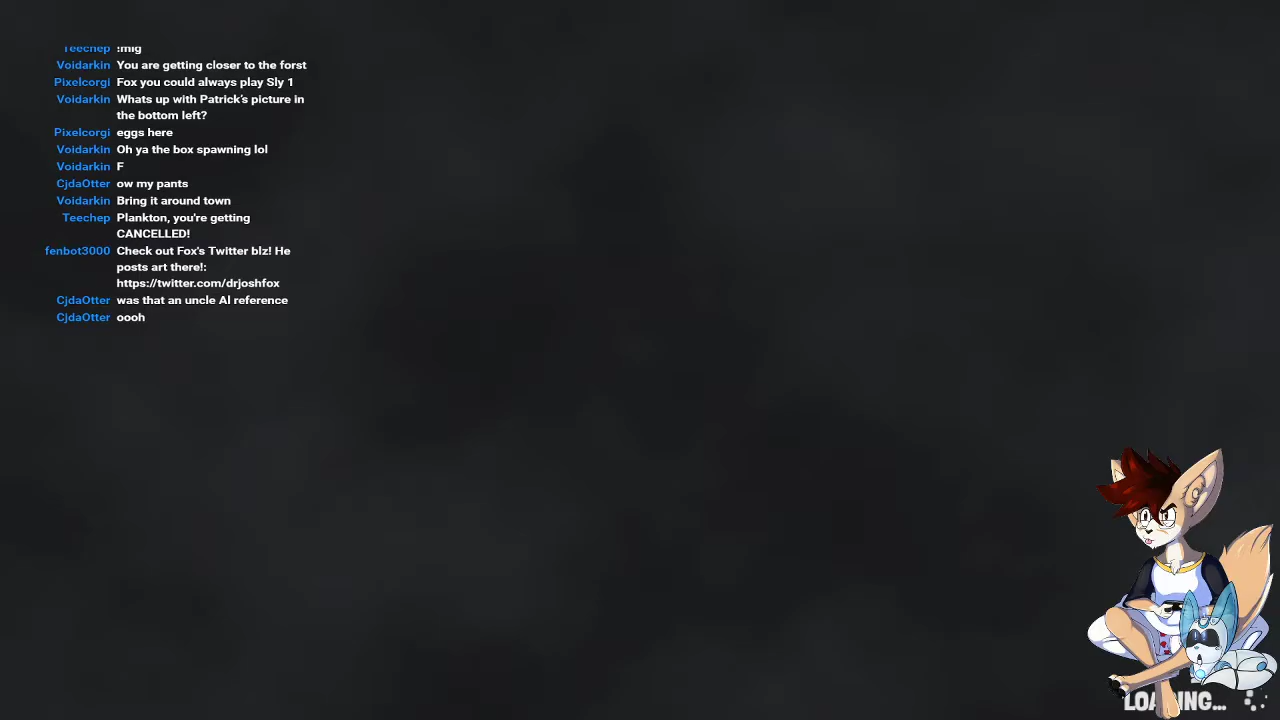 Teechep !mig
Voidarkin You are getting closer to the forst
Pixelcorgi Fox you could always play Sly 1
Voidarkin Whats up with Patrick's picture in
the bottom left?
Pixelcorgi eggs here
Voidarkin Oh ya the box spawning lol
Voidarkin F
CjdaOtter ow my pants
Voidarkin Bring it around town
Teechep Plankton, you're getting
CANCELLED!
fenbot3000 Check out Fox's Twitter blz! He
posts art there!:
https://twitter.com/drjoshfox
CjdaOtter was that an uncle Al reference
CjdaOtter oooh
LOADING...